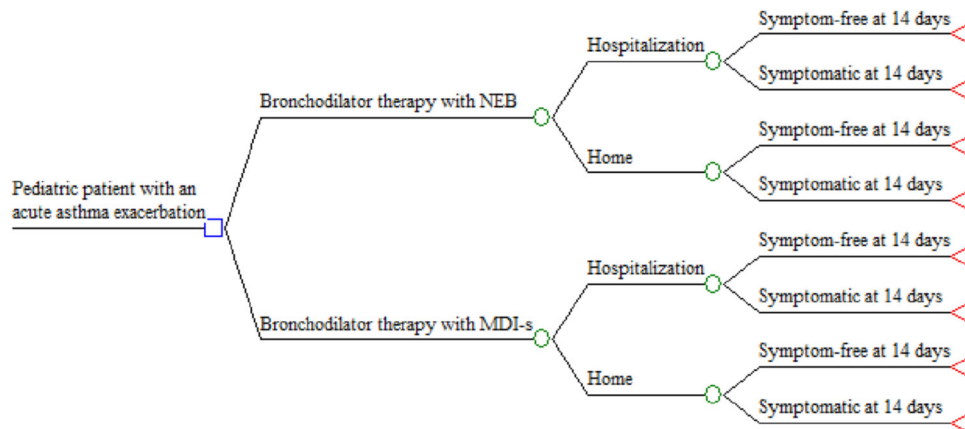 Symptom-free at 14 days
Hospitalization
Symptomatic at 14 days
Bronchodilator therapy with NEB
Symptom-free at 14 days
Home
Symptomatic at 14 days
Pediatric patient with an
acute asthma exacerbation
Symptom-free at 14 days
Hospitalization
Symptomatic at 14 days
Bronchodilator therapy with MDI-s
Symptom-free at 14 days
Home
Symptomatic at 14 days